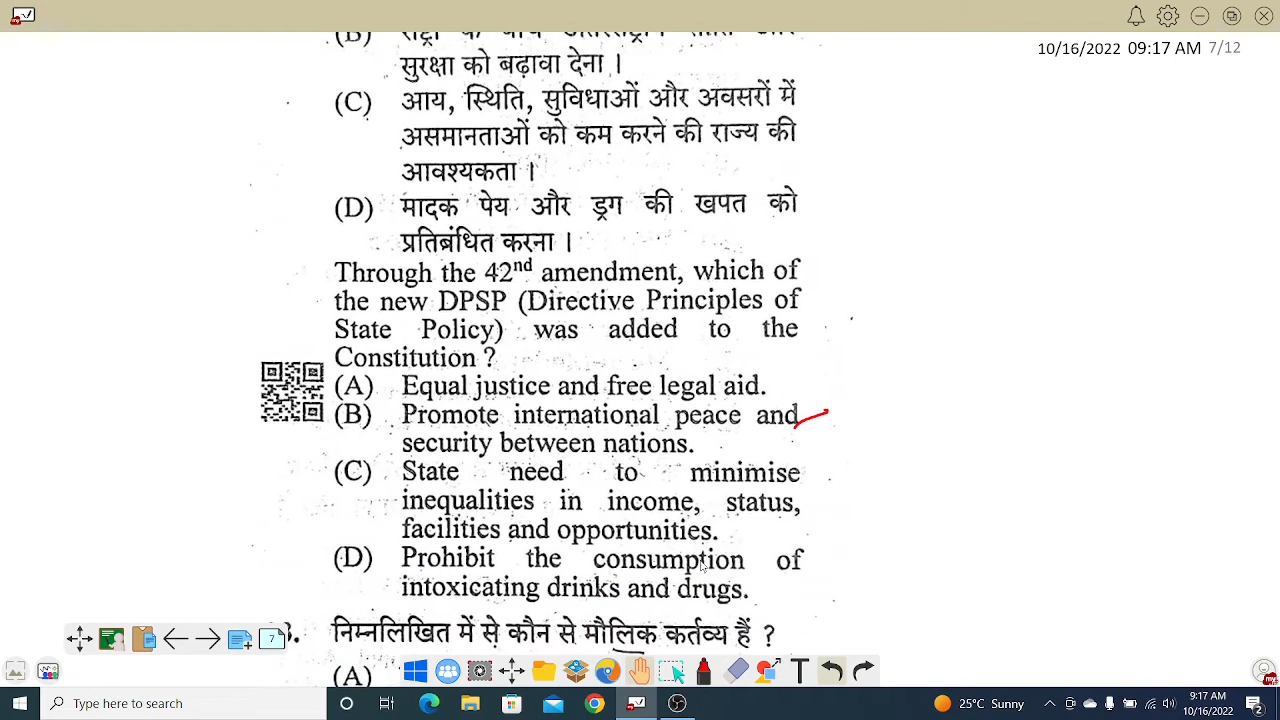 10/16/2022 09:17 AM 7/12
सुरक्षा को बढ़ावा देना ।
(C) आय, स्थिति, सुविधाओं और अवसरों में
असमानताओं को कम करने की राज्य की
आवश्यकता ।
(D) मादक पेय और ड्रग की खपत को
प्रतिबंधित करना ।
Through the 42nd amendment, which of
the new DPSP (Directive Principles of
State Policy) was added to the
Constitution ?
(A) Equal justice and free legal aid.
(B) Promote international peace and
security between nations.
(C) State need to minimise
inequalities in income, status,
facilities and opportunities.
(D) Prohibit the consumption of
intoxicating drinks and drugs.
निम्नलिखित में से कौन से मौलिक कर्तव्य हैं ?
(A)
7
Type here to search
25°C Sunny
ENG
9:17 AM
10/16/2022
2